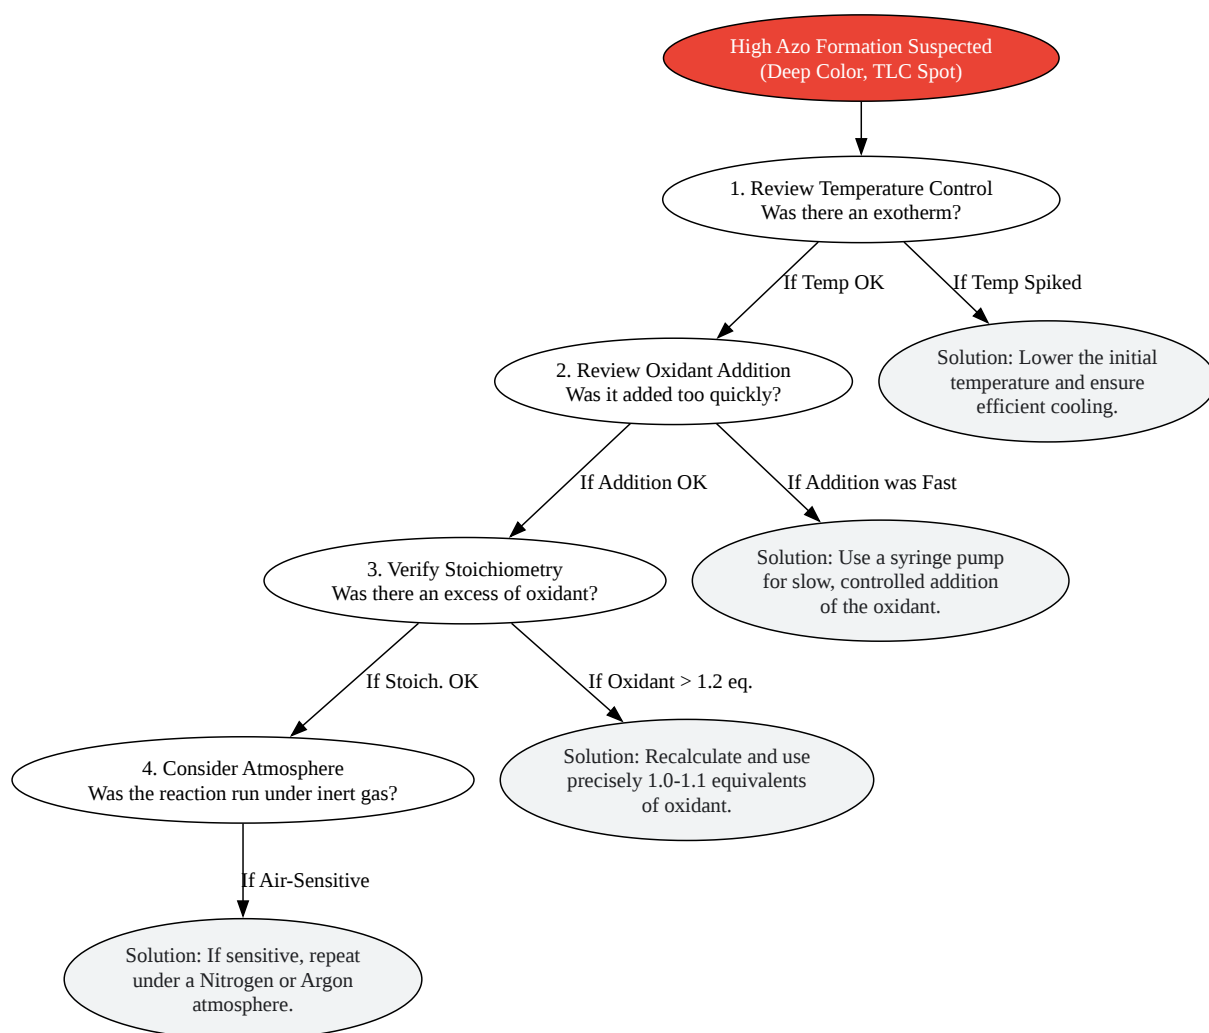 High Azo Formation Suspected
(Deep Color, TLC Spot)
1. Review Temperature Control
Was there an exotherm?
If Temp OK
If Temp Spiked
2. Review Oxidant Addition
Was it added too quickly?
Solution: Lower the initial
temperature and ensure
efficient cooling.
If Addition OK
If Addition was Fast
3. Verify Stoichiometry
Was there an excess of oxidant?
Solution: Use a syringe pump
for slow, controlled addition
of the oxidant.
If Stoich. OK
If Oxidant > 1.2 eq.
4. Consider Atmosphere
Was the reaction run under inert gas?
Solution: Recalculate and use
precisely 1.0-1.1 equivalents
of oxidant.
If Air-Sensitive
Solution: If sensitive, repeat
under a Nitrogen or Argon
atmosphere.